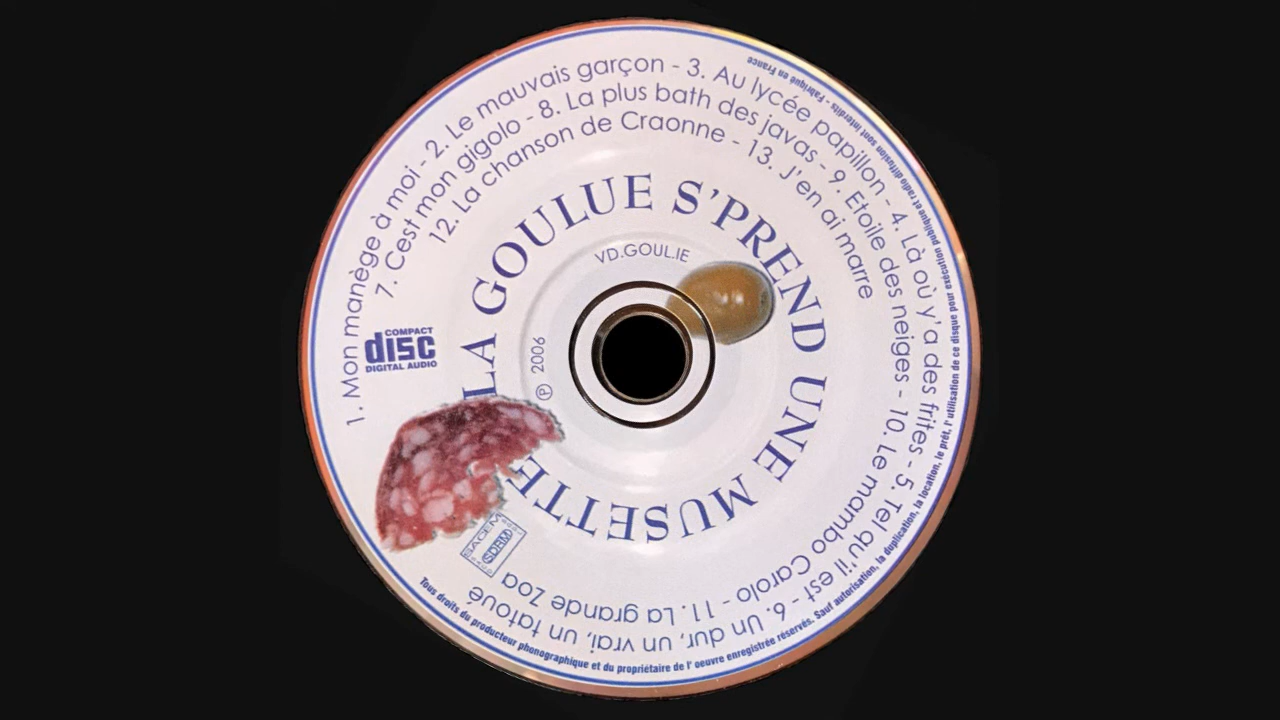 1. Mon manège à moi - 2. Le mauvais garçon - 3. Au lycée papillon - 4. Là où y'a des frites - 5. Tel qu'il est - 6. Un dur, un vrai, un tatoué
7. C'est mon gigolo - 8. La plus bath des javas - 9. Etoile des neiges - 10. Le mambo Carolo - 11. La grande Zoa
12. La chanson de Craonne - 13. J'en ai marre
LA GOULUE S'PREND UNE MUSETTE
VD.GOUL.IE
℗ 2006
COMPACT
disc
DIGITAL AUDIO
SACEM
SDRM
Tous droits du producteur phonographique et du propriétaire de l' oeuvre enregistrée réservés. Sauf autorisation, la duplication, la location, le prêt, l' utilisation de ce disque pour exécution publique et radio diffusion sont interdits - Fabriqué en France